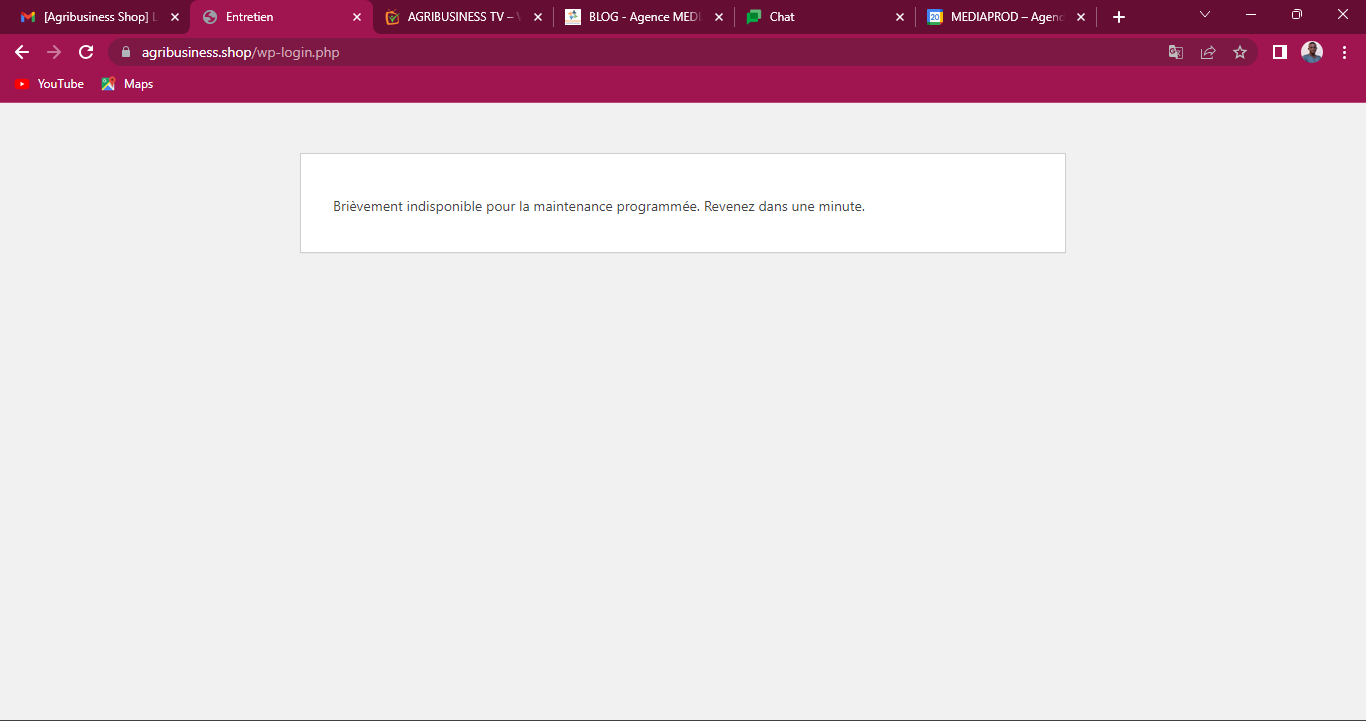 [Agribusiness Shop] L
Entretien
AGRIBUSINESS TV –
BLOG - Agence MEDI
Chat
20
MEDIAPROD – Agenc
agribusiness.shop/wp-login.php
YouTube
Maps
Brièvement indisponible pour la maintenance programmée. Revenez dans une minute.